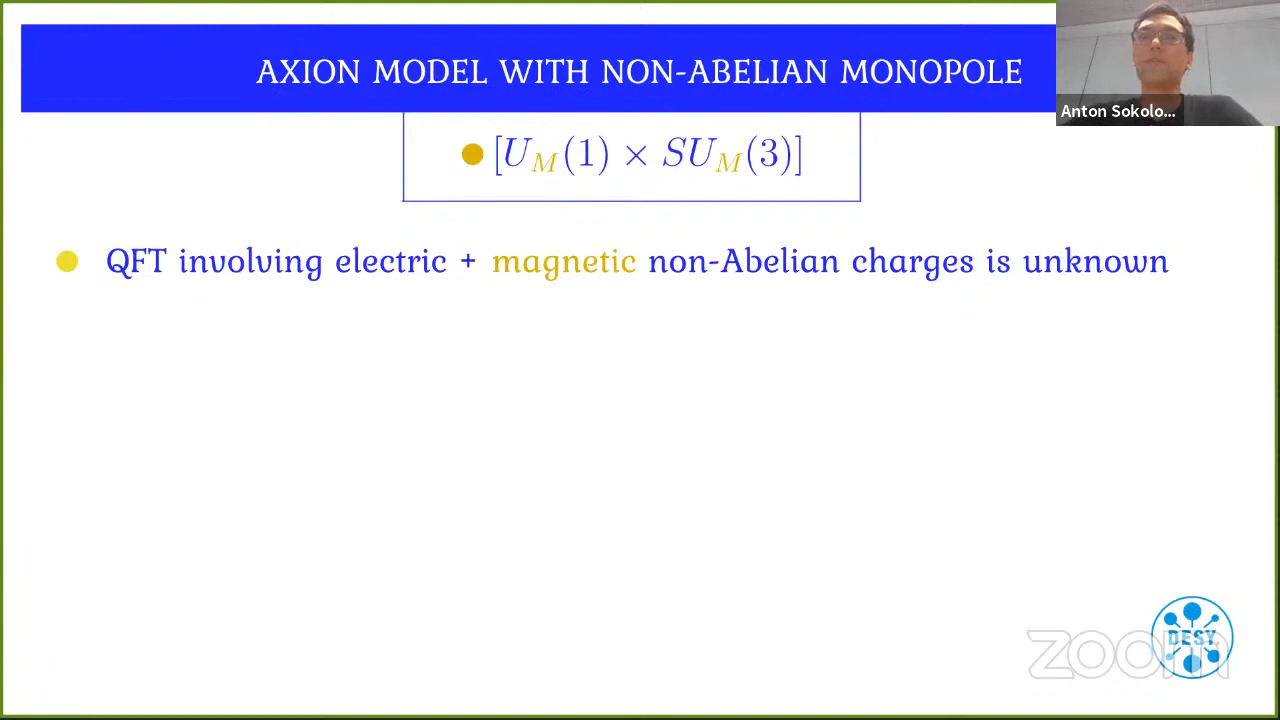 AXION MODEL WITH NON-ABELIAN MONOPOLE
Anton Sokolo...
[U_M(1) × SU_M(3)]
QFT involving electric + magnetic non-Abelian charges is unknown
DESY
zoom